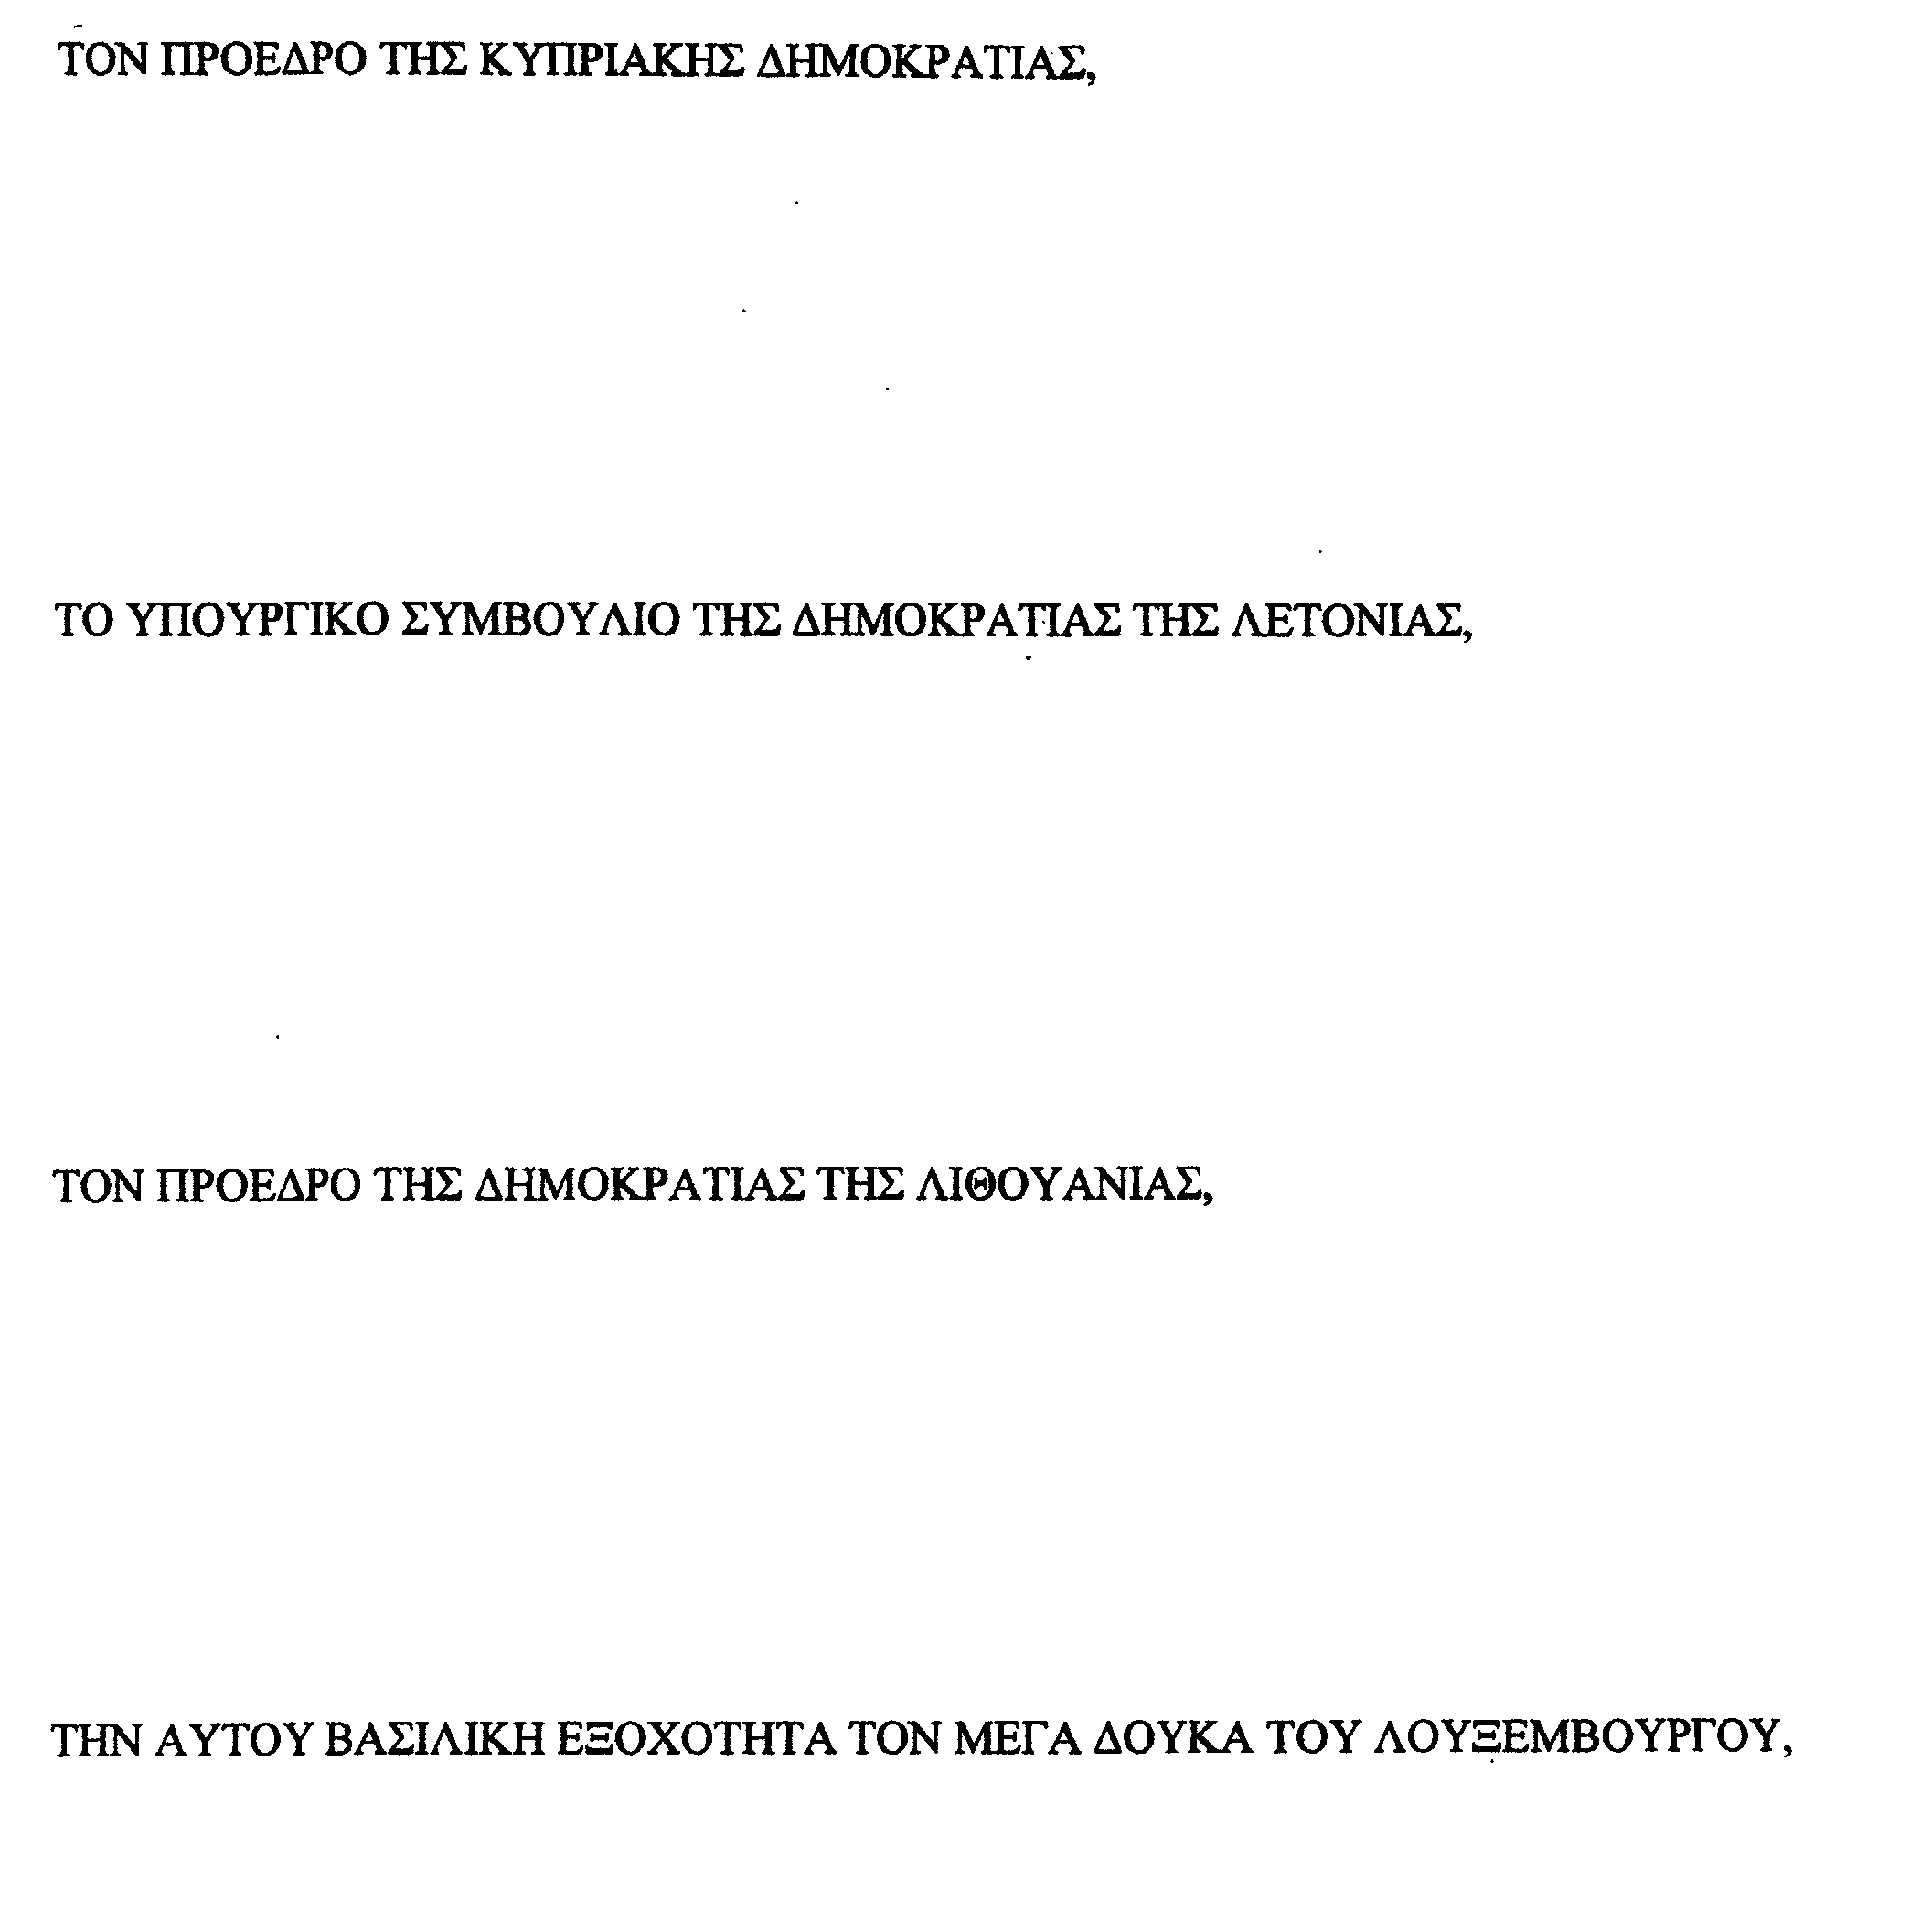 ΤΟΝ ΠΡΟΕΔΡΟ ΤΗΣ ΚΥΠΡΙΑΚΗΣ ΔΗΜΟΚΡΑΤΙΑΣ,
ΤΟ ΥΠΟΥΡΓΙΚΟ ΣΥΜΒΟΥΛΙΟ ΤΗΣ ΔΗΜΟΚΡΑΤΙΑΣ ΤΗΣ ΛΕΤΟΝΙΑΣ,
ΤΟΝ ΠΡΟΕΔΡΟ ΤΗΣ ΔΗΜΟΚΡΑΤΙΑΣ ΤΗΣ ΛΙΘΟΥΑΝΙΑΣ,
ΤΗΝ ΑΥΤΟΥ ΒΑΣΙΛΙΚΗ ΕΞΟΧΟΤΗΤΑ ΤΟΝ ΜΕΓΑ ΔΟΥΚΑ ΤΟΥ ΛΟΥΞΕΜΒΟΥΡΓΟΥ,